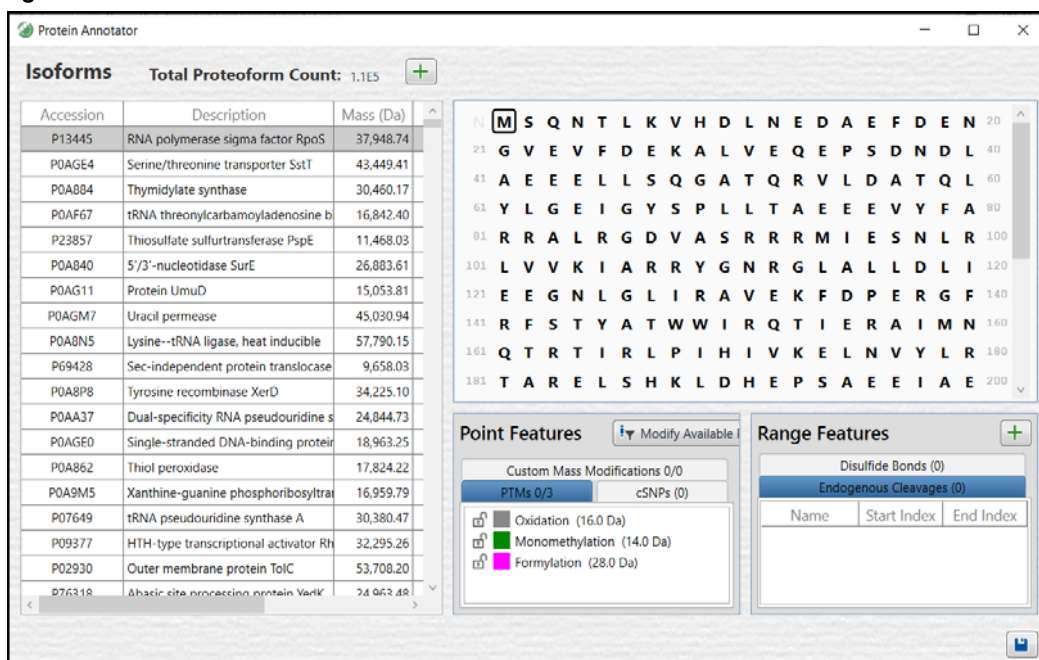 Protein Annotator
Isoforms Total Proteoform Count: 1.1E5
Accession Description Mass (Da)
P13445 RNA polymerase sigma factor RpoS 37,948.74
P0AGE4 Serine/threonine transporter SstT 43,449.41
P0A884 Thymidylate synthase 30,460.17
P0AF67 tRNA threonylcarbamoyladenosine b 16,842.40
P23857 Thiosulfate sulfurtransferase PspE 11,468.03
P0A840 5'/3'-nucleotidase SurE 26,883.61
P0AG11 Protein UmuD 15,053.81
P0AGM7 Uracil permease 45,030.94
P0A8N5 Lysine--tRNA ligase, heat inducible 57,790.15
P69428 Sec-independent protein translocase 9,658.03
P0A8P8 Tyrosine recombinase XerD 34,225.10
P0AA37 Dual-specificity RNA pseudouridine s 24,844.73
P0AGE0 Single-stranded DNA-binding protein 18,963.25
P0A862 Thiol peroxidase 17,824.22
P0A9M5 Xanthine-guanine phosphoribosyltra 16,959.79
P07649 tRNA pseudouridine synthase A 30,380.47
P09377 HTH-type transcriptional activator Rh 32,295.26
P02930 Outer membrane protein TolC 53,708.20
P76318 Abasic site processing protein YedK 24,963.48
N M S Q N T L K V H D L N E D A E F D E N 20
21 G V E V F D E K A L V E Q E P S D N D L 40
41 A E E E L L S Q G A T Q R V L D A T Q L 60
61 Y L G E I G Y S P L L T A E E E V Y F A 80
81 R R A L R G D V A S R R R M I E S N L R 100
101 L V V K I A R R Y G N R G L A L L D L I 120
121 E E G N L G L I R A V E K F D P E R G F 140
141 R F S T Y A T W W I R Q T I E R A I M N 160
161 Q T R T I R L P I H I V K E L N V Y L R 180
181 T A R E L S H K L D H E P S A E E I A E 200
Point Features Modify Available
Custom Mass Modifications 0/0
PTMs 0/3 cSNPs (0)
Oxidation (16.0 Da)
Monomethylation (14.0 Da)
Formylation (28.0 Da)
Range Features
Disulfide Bonds (0)
Endogenous Cleavages (0)
Name Start Index End Index